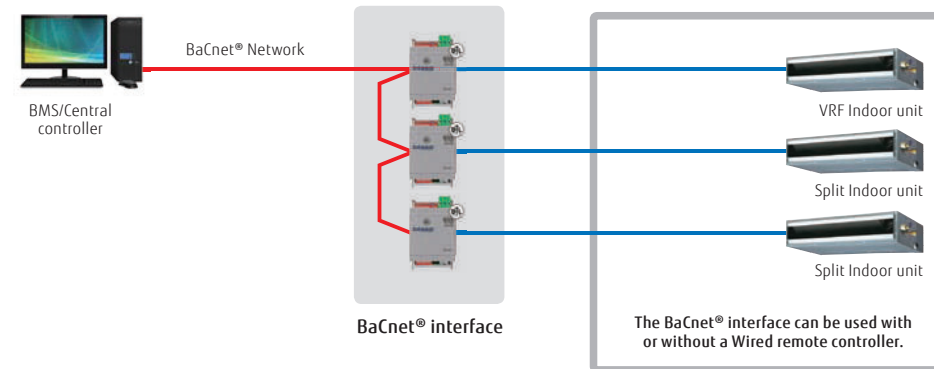 BaCnet® Network
BMS/Central
controller
VRF Indoor unit
Split Indoor unit
Split Indoor unit
BaCnet® interface
The BaCnet® interface can be used with
or without a Wired remote controller.